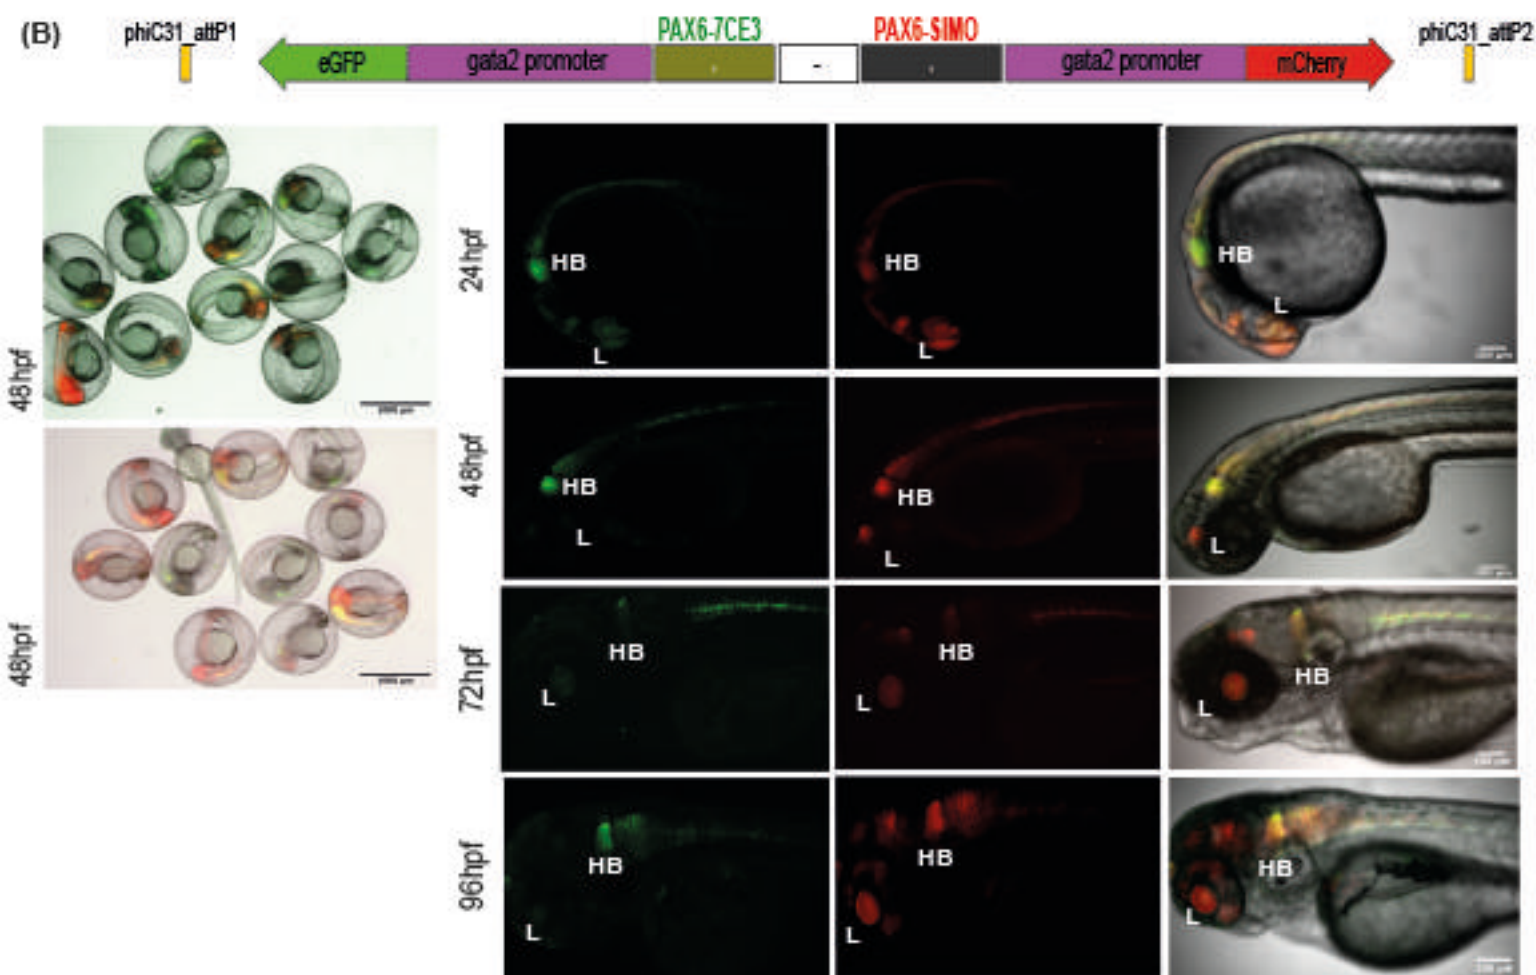 (B)
phiC31_attP1
PAX6-7CE3
PAX6-SIMO
phiC31_attP2
eGFP
gata2 promoter
-
gata2 promoter
mCherry
48hpf
48hpf
24hpf
HB
L
HB
L
HB
L
48hpf
HB
L
HB
L
L
72hpf
HB
L
HB
L
HB
L
96hpf
HB
L
HB
L
HB
L